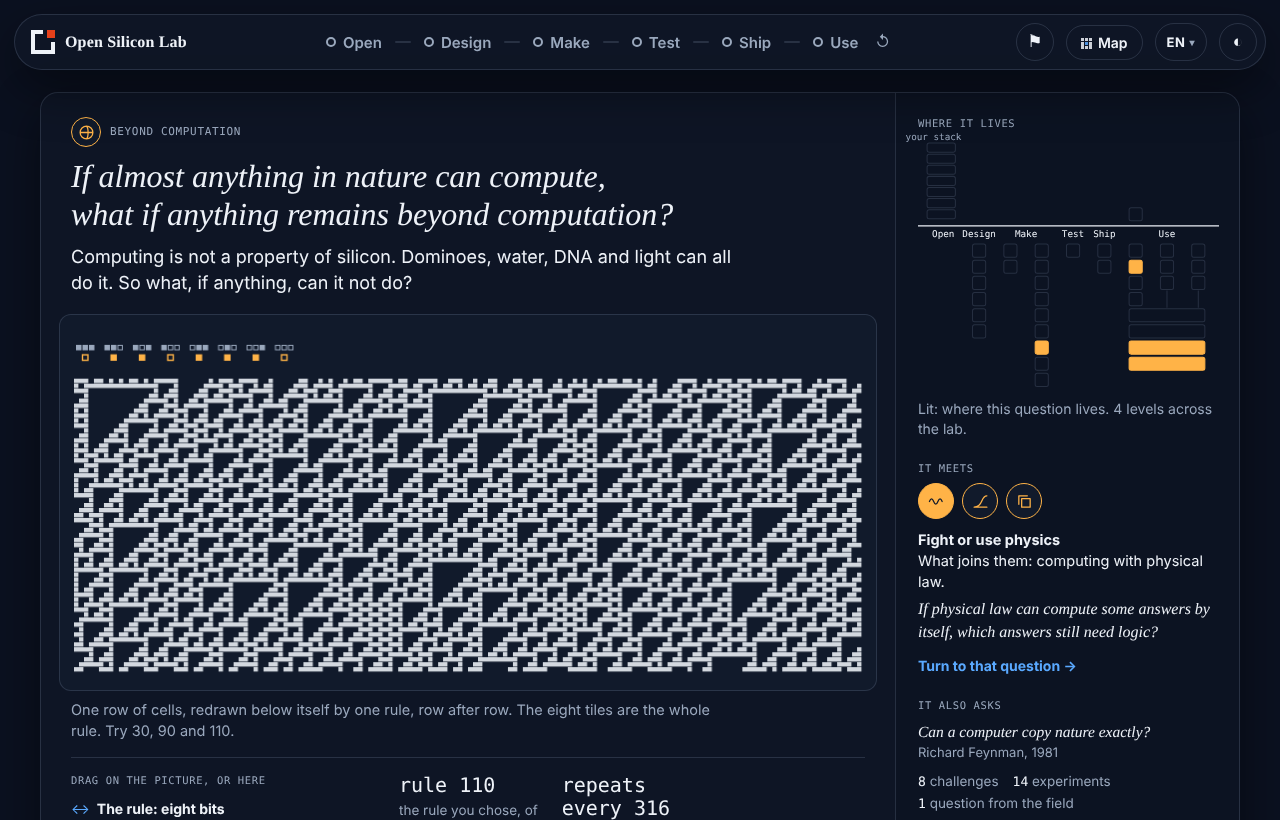 Open Silicon Lab
Open
Design
Make
Test
Ship
Use
Map
EN
BEYOND COMPUTATION
If almost anything in nature can compute,
what if anything remains beyond computation?
Computing is not a property of silicon. Dominoes, water, DNA and light can all
do it. So what, if anything, can it not do?
One row of cells, redrawn below itself by one rule, row after row. The eight tiles are the whole
rule. Try 30, 90 and 110.
DRAG ON THE PICTURE, OR HERE
The rule: eight bits
rule 110
the rule you chose, of
repeats
every 316
WHERE IT LIVES
your stack
Open Design Make Test Ship Use
Lit: where this question lives. 4 levels across
the lab.
IT MEETS
Fight or use physics
What joins them: computing with physical
law.
If physical law can compute some answers by
itself, which answers still need logic?
Turn to that question →
IT ALSO ASKS
Can a computer copy nature exactly?
Richard Feynman, 1981
8 challenges 14 experiments
1 question from the field